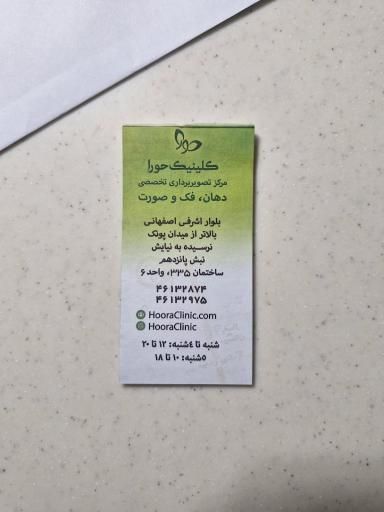 حورا
کلینیک حورا
مرکز تصویربرداری تخصصی
دهان، فک و صورت
بلوار اشرفی اصفهانی
بالاتر از میدان پونک
نرسیده به نیایش
نبش پانزدهم
ساختمان ۳۳۵، واحد ۶
۴۶۱۳۲۸۷۴
۴۶۱۳۲۹۷۵
HooraClinic.com
HooraClinic
شنبه تا ٤شنبه: ۱۲ تا ۲۰
۵شنبه: ۱۰ تا ۱۸